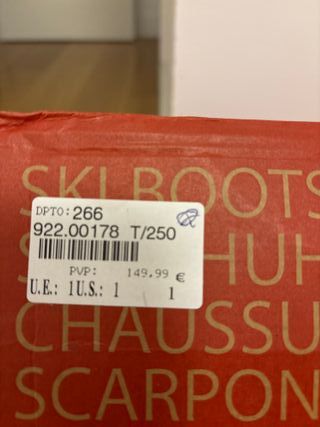 SKI BOOTS
DPTO: 266
922.00178 T/250
PVP: 149,99 €
U.E.: 1 U.S.: 1 1
CHAUSSU
SCARPON